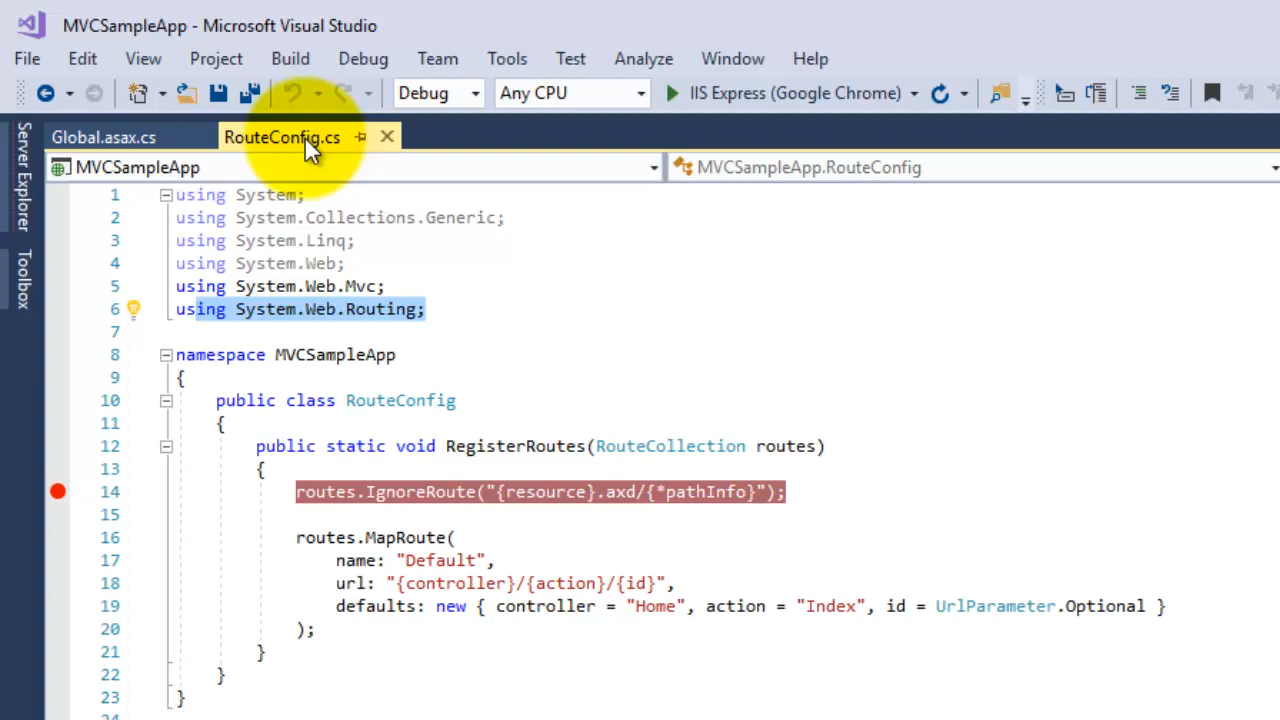 MVCSampleApp - Microsoft Visual Studio
File Edit View Project Build Debug Team Tools Test Analyze Window Help
Debug Any CPU IIS Express (Google Chrome)
Server Explorer
Toolbox
Global.asax.cs RouteConfig.cs
MVCSampleApp MVCSampleApp.RouteConfig
1 using System;
2 using System.Collections.Generic;
3 using System.Linq;
4 using System.Web;
5 using System.Web.Mvc;
6 using System.Web.Routing;
7
8 namespace MVCSampleApp
9 {
10 public class RouteConfig
11 {
12 public static void RegisterRoutes(RouteCollection routes)
13 {
14 routes.IgnoreRoute("{resource}.axd/{*pathInfo}");
15
16 routes.MapRoute(
17 name: "Default",
18 url: "{controller}/{action}/{id}",
19 defaults: new { controller = "Home", action = "Index", id = UrlParameter.Optional }
20 );
21 }
22 }
23 }